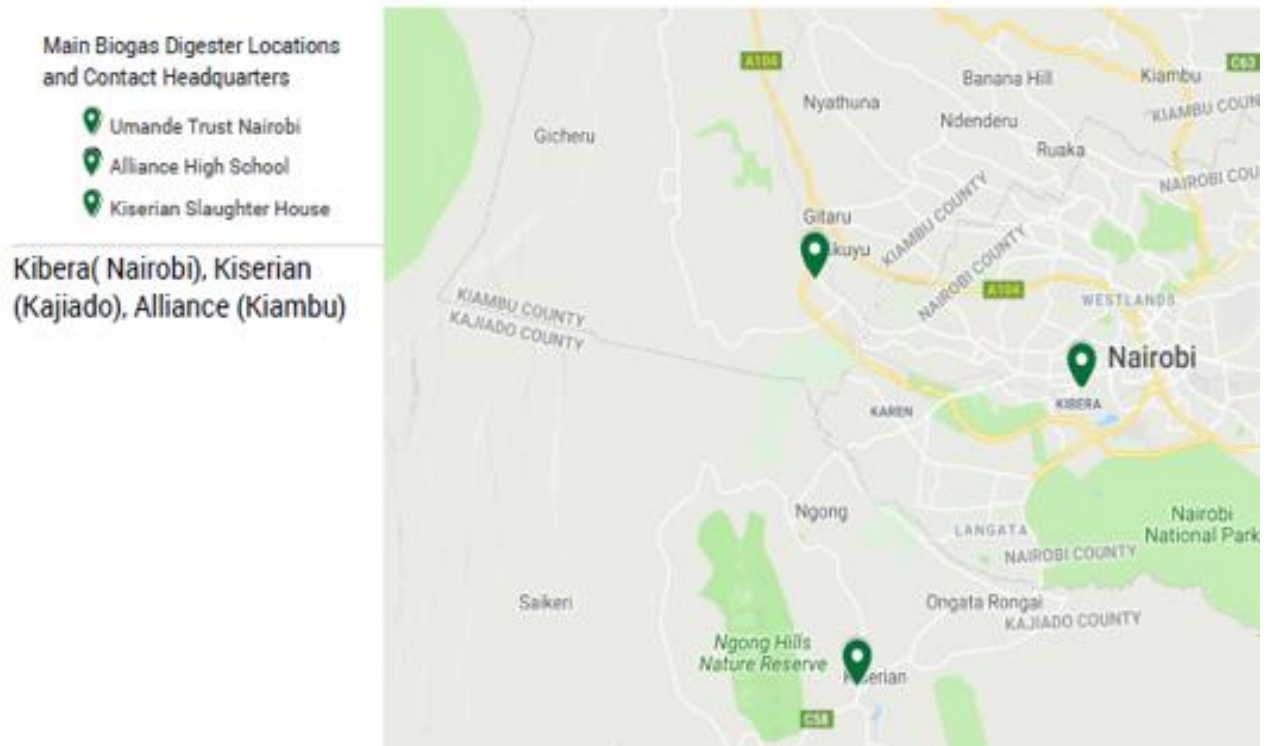 Main Biogas Digester Locations
and Contact Headquarters
Umande Trust Nairobi
Alliance High School
Kiserian Slaughter House
Kibera( Nairobi), Kiserian
(Kajiado), Alliance (Kiambu)
A104
C63
Banana Hill
Kiambu
Nyathuna
KIAMBU COUN
Ndenderu
Gicheru
Ruaka
NAIROBI COU
KIAMBU COUNTY
Gitaru
kuyu
NAIROBI COUNTY
A104
KIAMBU COUNTY
KAJIADO COUNTY
WESTLANDS
Nairobi
KIBERA
KAREN
Ngong
Nairobi
National Park
LANGATA
NAIROBI COUNTY
Saikeri
Ongata Rongai
KAJIADO COUNTY
Ngong Hills
Nature Reserve
erian
C58